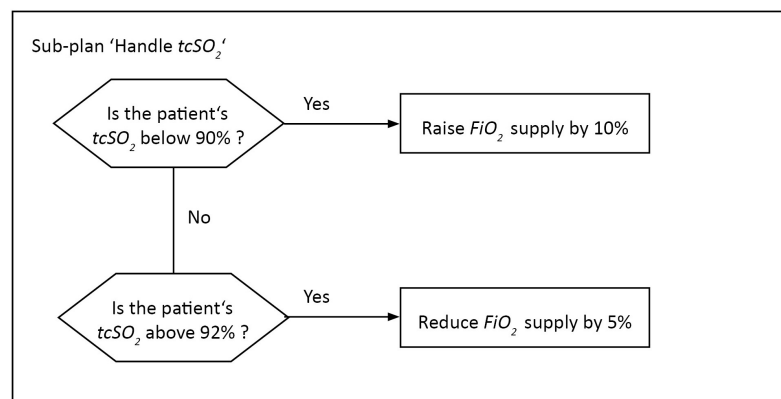 Sub-plan ‘Handle tcSO₂‘
Is the patient‘s
tcSO₂ below 90% ?
Yes
Raise FiO₂ supply by 10%
No
Is the patient‘s
tcSO₂ above 92% ?
Yes
Reduce FiO₂ supply by 5%